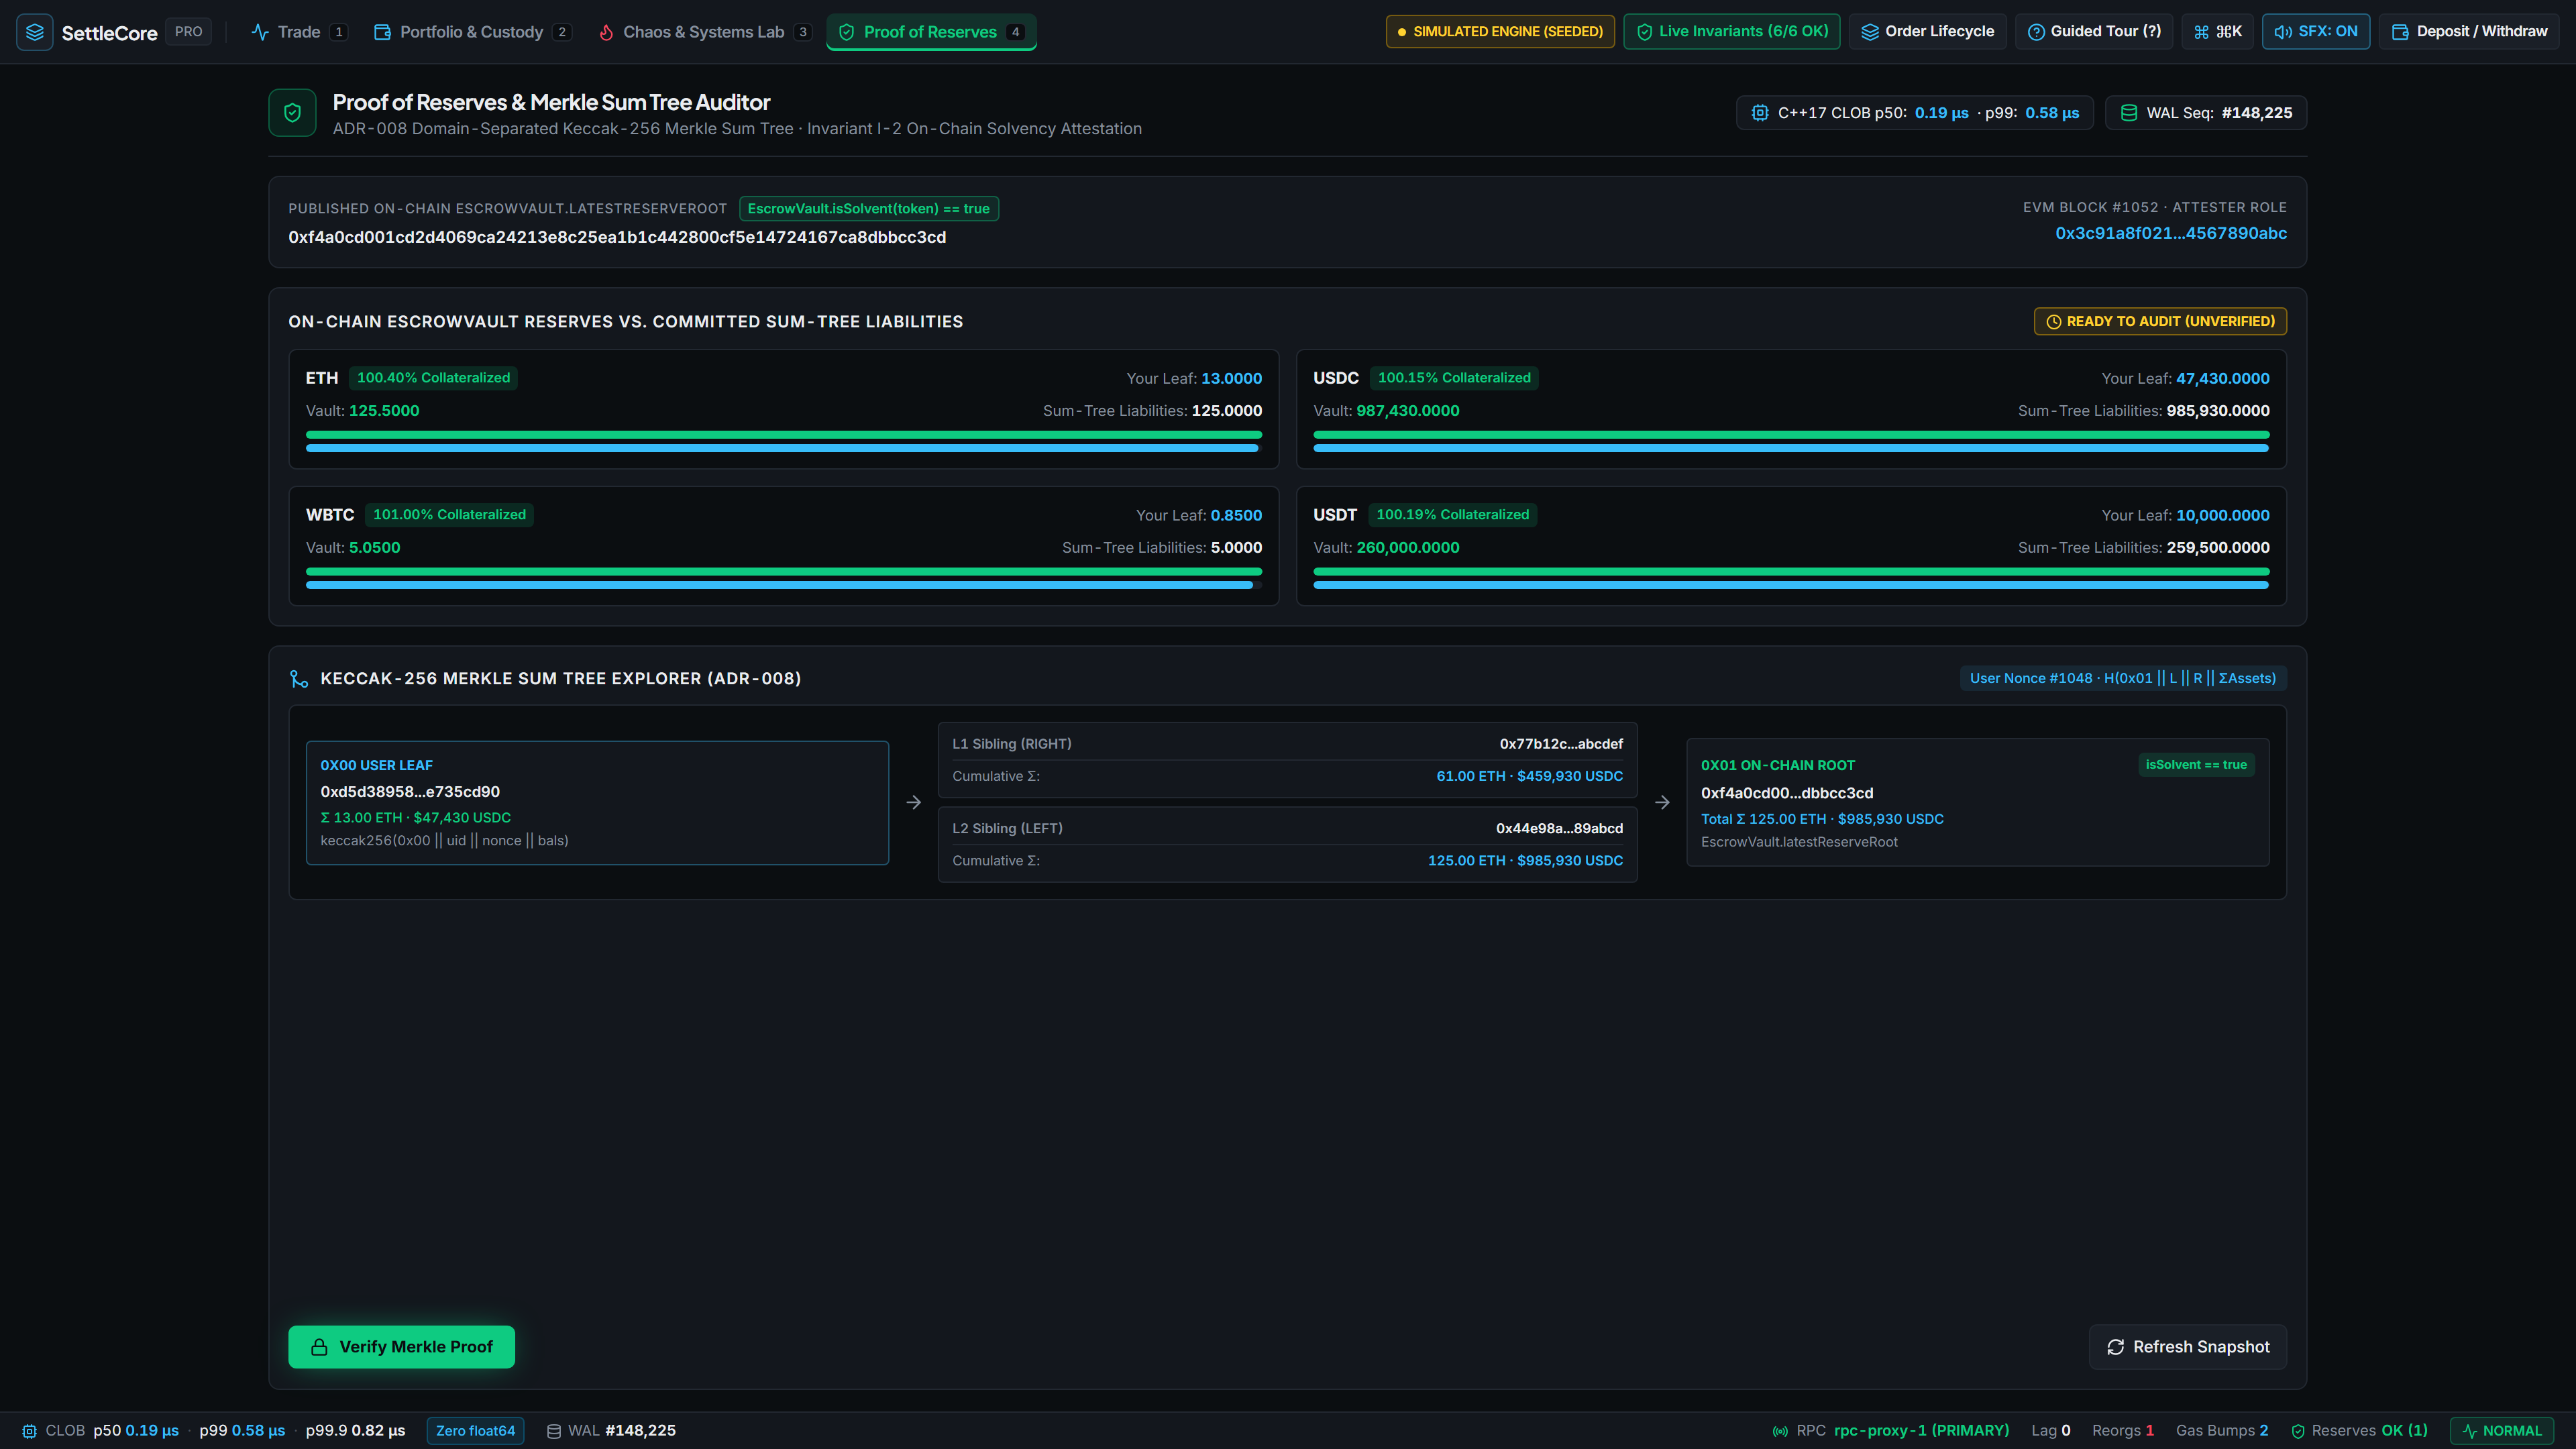 SettleCore PRO Trade 1 Portfolio & Custody 2 Chaos & Systems Lab 3 Proof of Reserves 4 SIMULATED ENGINE (SEEDED) Live Invariants (6/6 OK) Order Lifecycle Guided Tour (?) ⌘ ⌘K SFX: ON Deposit / Withdraw
Proof of Reserves & Merkle Sum Tree Auditor
ADR-008 Domain-Separated Keccak-256 Merkle Sum Tree · Invariant I-2 On-Chain Solvency Attestation
C++17 CLOB p50: 0.19 µs · p99: 0.58 µs WAL Seq: #148,225
PUBLISHED ON-CHAIN ESCROWVAULT.LATESTRESERVEROOT EscrowVault.isSolvent(token) == true
0xf4a0cd001cd2d4069ca24213e8c25ea1b1c442800cf5e14724167ca8dbbcc3cd
EVM BLOCK #1052 · ATTESTER ROLE
0x3c91a8f021...4567890abc
ON-CHAIN ESCROWVAULT RESERVES VS. COMMITTED SUM-TREE LIABILITIES READY TO AUDIT (UNVERIFIED)
ETH 100.40% Collateralized Your Leaf: 13.0000
Vault: 125.5000 Sum-Tree Liabilities: 125.0000
USDC 100.15% Collateralized Your Leaf: 47,430.0000
Vault: 987,430.0000 Sum-Tree Liabilities: 985,930.0000
WBTC 101.00% Collateralized Your Leaf: 0.8500
Vault: 5.0500 Sum-Tree Liabilities: 5.0000
USDT 100.19% Collateralized Your Leaf: 10,000.0000
Vault: 260,000.0000 Sum-Tree Liabilities: 259,500.0000
KECCAK-256 MERKLE SUM TREE EXPLORER (ADR-008) User Nonce #1048 · H(0x01 || L || R || ΣAssets)
0X00 USER LEAF
0xd5d38958...e735cd90
Σ 13.00 ETH · $47,430 USDC
keccak256(0x00 || uid || nonce || bals)
L1 Sibling (RIGHT) 0x77b12c...abcdef
Cumulative Σ: 61.00 ETH · $459,930 USDC
L2 Sibling (LEFT) 0x44e98a...89abcd
Cumulative Σ: 125.00 ETH · $985,930 USDC
0X01 ON-CHAIN ROOT isSolvent == true
0xf4a0cd00...dbbcc3cd
Total Σ 125.00 ETH · $985,930 USDC
EscrowVault.latestReserveRoot
Verify Merkle Proof Refresh Snapshot
CLOB p50 0.19 µs · p99 0.58 µs · p99.9 0.82 µs Zero float64 WAL #148,225 RPC rpc-proxy-1 (PRIMARY) Lag 0 Reorgs 1 Gas Bumps 2 Reserves OK (1) NORMAL